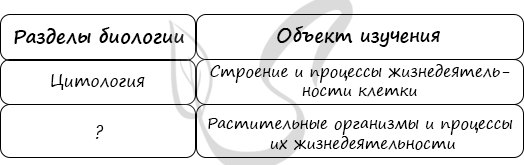 Разделы биологии
Объект изучения
Цитология
Строение и процессы жизнедеятель-
ности клетки
?
Растительные организмы и процессы
их жизнедеятельности